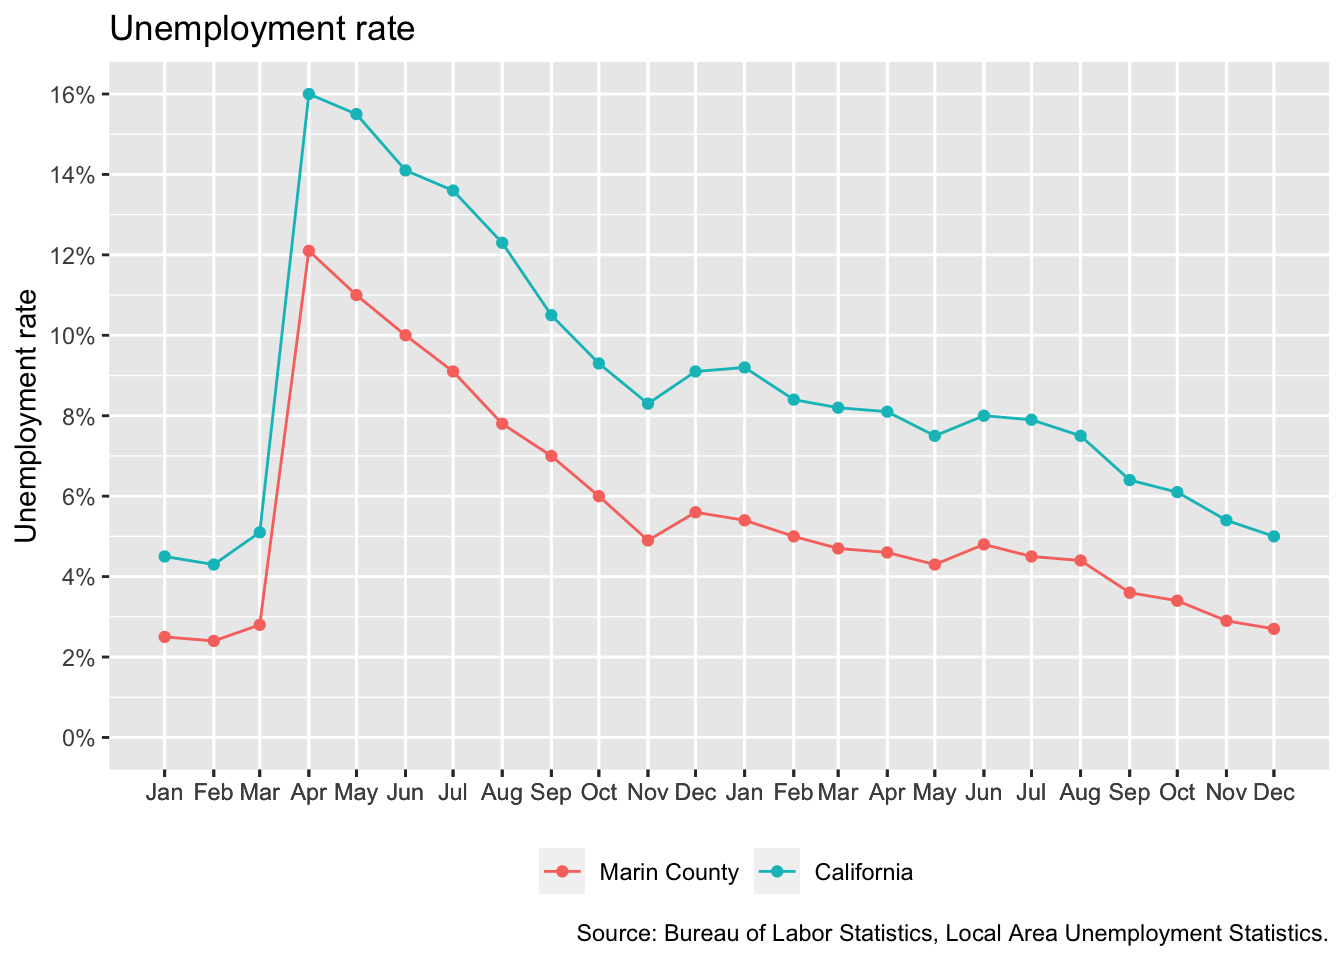 Unemployment rate
Unemployment rate
16%
14%
12%
10%
8%
6%
4%
2%
0%
Jan Feb Mar Apr May Jun Jul Aug Sep Oct Nov Dec Jan Feb Mar Apr May Jun Jul Aug Sep Oct Nov Dec
Marin County California
Source: Bureau of Labor Statistics, Local Area Unemployment Statistics.